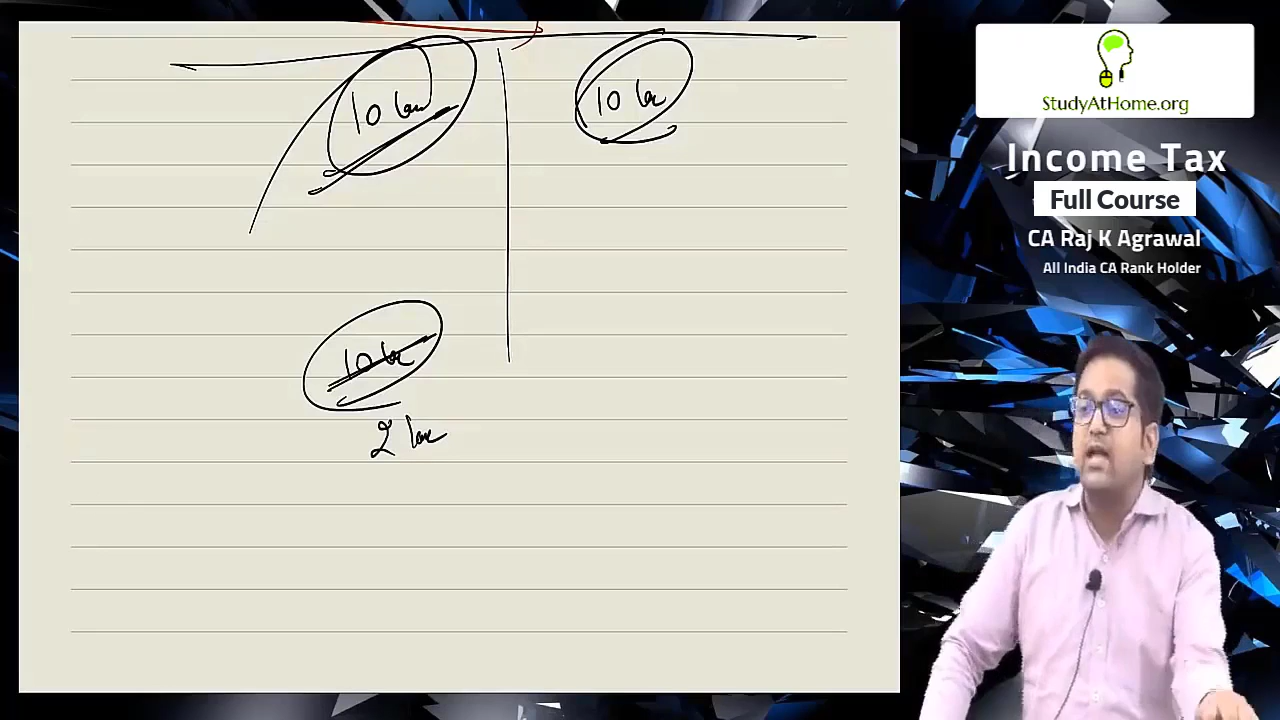 10 lac
10 lac
10 lac
2 lac
StudyAtHome.org
Income Tax
Full Course
CA Raj K Agrawal
All India CA Rank Holder